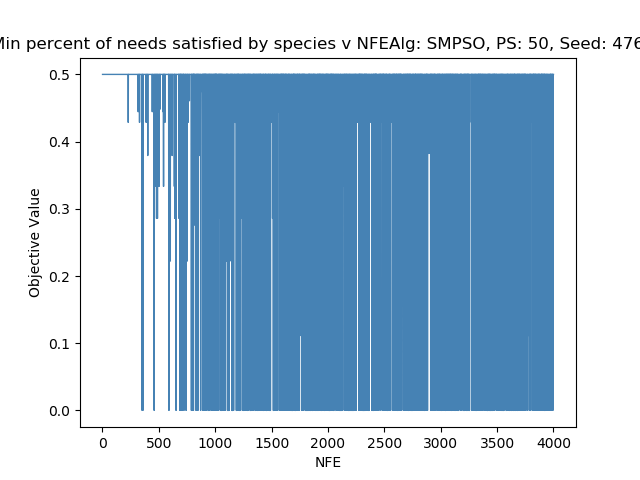 Min percent of needs satisfied by species v NFEAlg: SMPSO, PS: 50, Seed: 476
0.5
0.4
0.3
0.2
0.1
0.0
Objective Value
0 500 1000 1500 2000 2500 3000 3500 4000
NFE